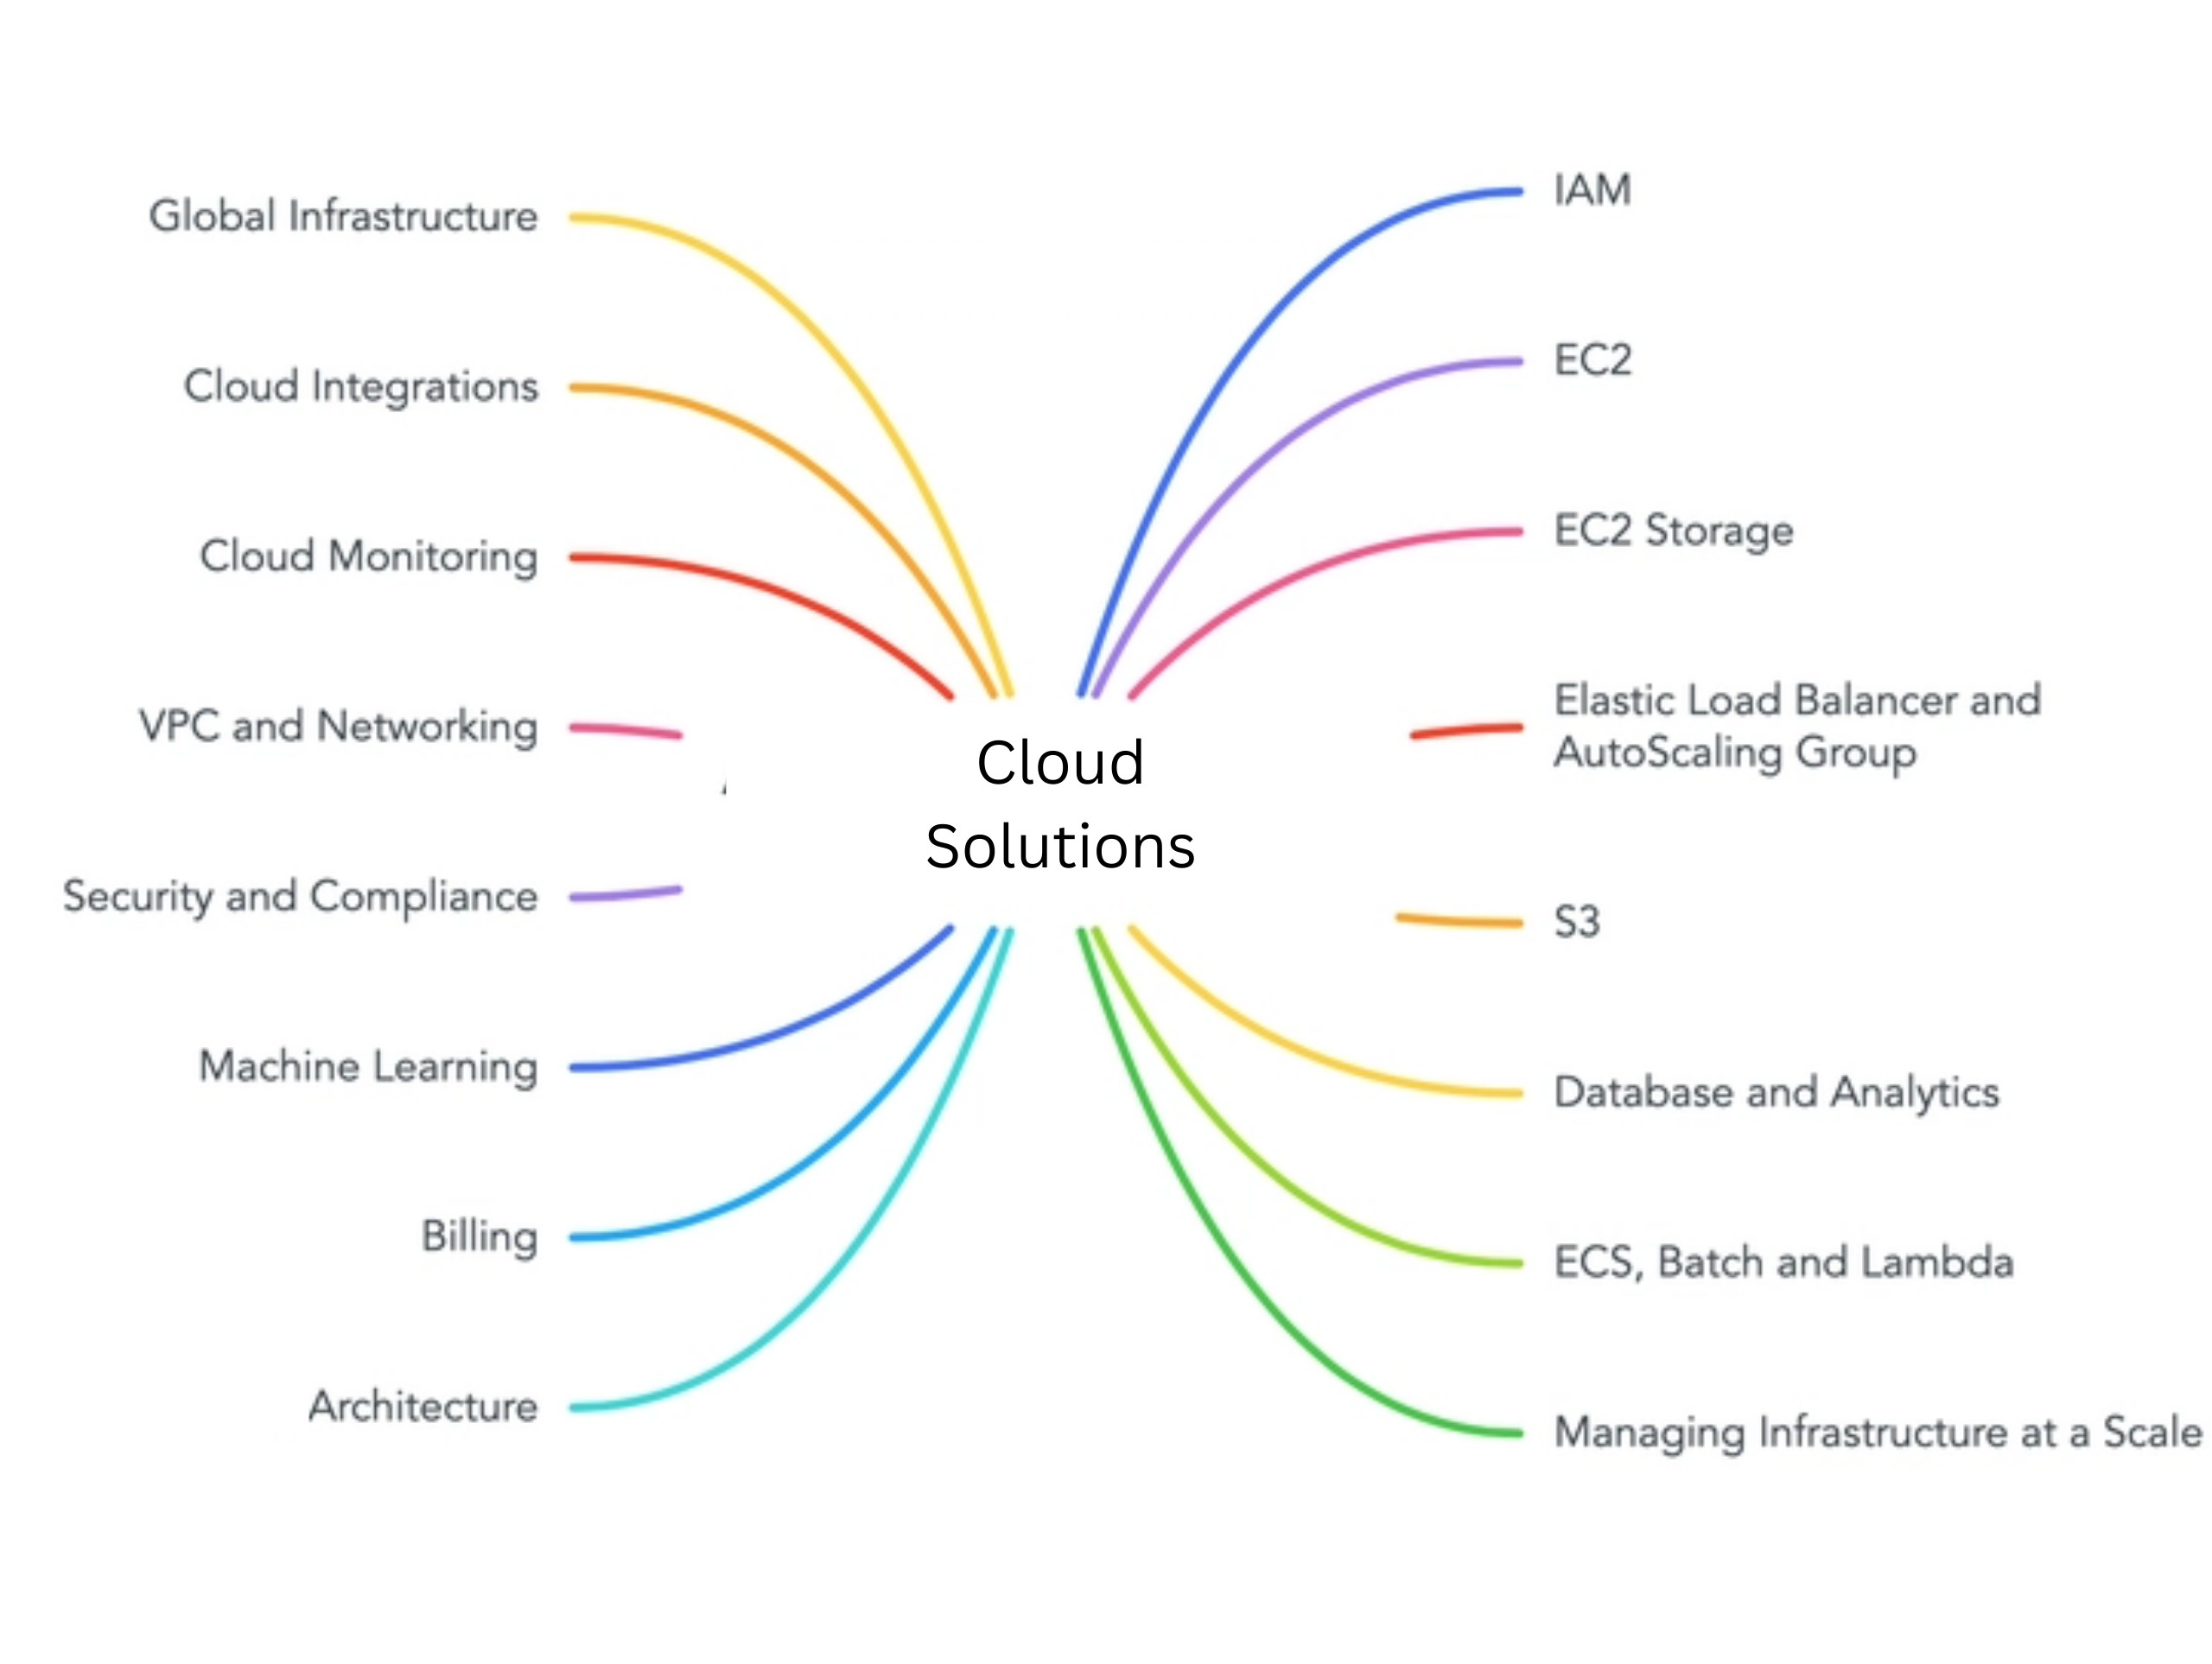 Global Infrastructure
Cloud Integrations
Cloud Monitoring
VPC and Networking
Security and Compliance
Machine Learning
Billing
Architecture
Cloud
Solutions
IAM
EC2
EC2 Storage
Elastic Load Balancer and
AutoScaling Group
S3
Database and Analytics
ECS, Batch and Lambda
Managing Infrastructure at a Scale